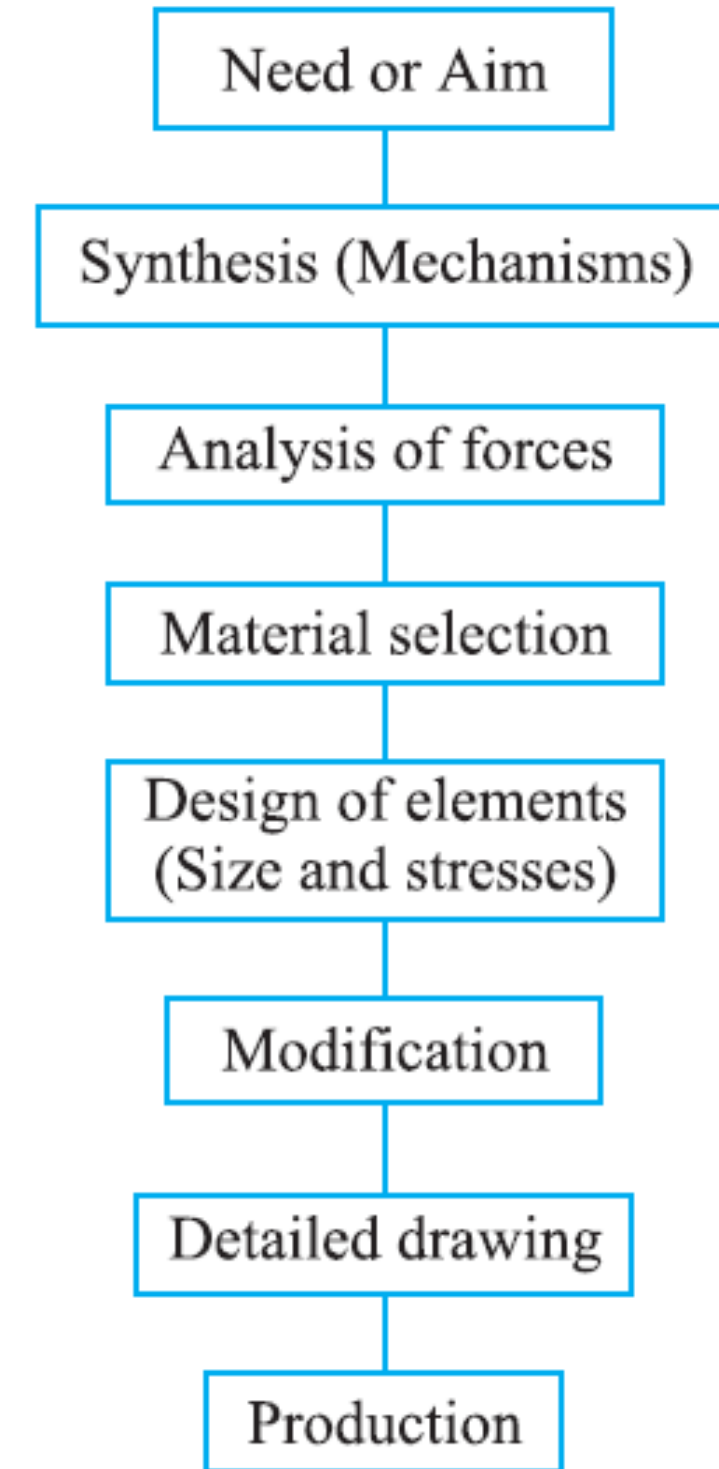 Need or Aim
Synthesis (Mechanisms)
Analysis of forces
Material selection
Design of elements
(Size and stresses)
Modification
Detailed drawing
Production